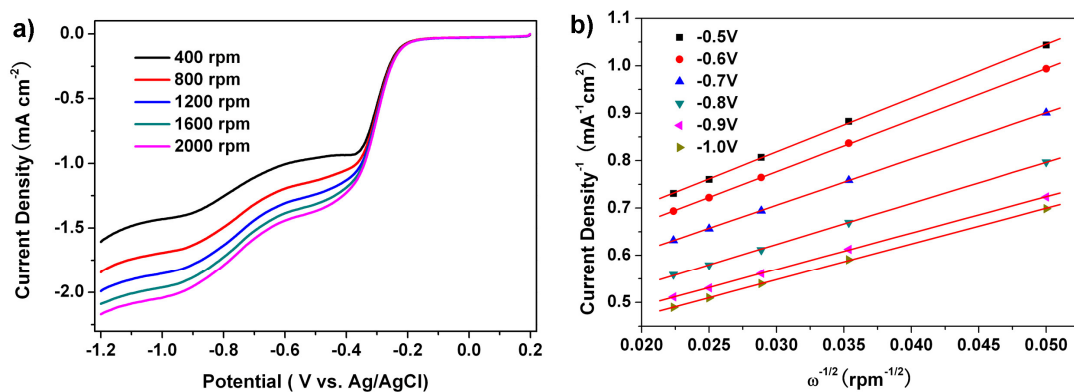 a)
400 rpm
800 rpm
1200 rpm
1600 rpm
2000 rpm
0.0
-0.5
-1.0
-1.5
-2.0
Current Density (mA cm⁻²)
-1.2 -1.0 -0.8 -0.6 -0.4 -0.2 0.0 0.2
Potential ( V vs. Ag/AgCl)
b)
-0.5V
-0.6V
-0.7V
-0.8V
-0.9V
-1.0V
1.1
1.0
0.9
0.8
0.7
0.6
0.5
Current Density⁻¹ (mA⁻¹cm²)
0.020 0.025 0.030 0.035 0.040 0.045 0.050
ω⁻¹/² (rpm⁻¹/²)